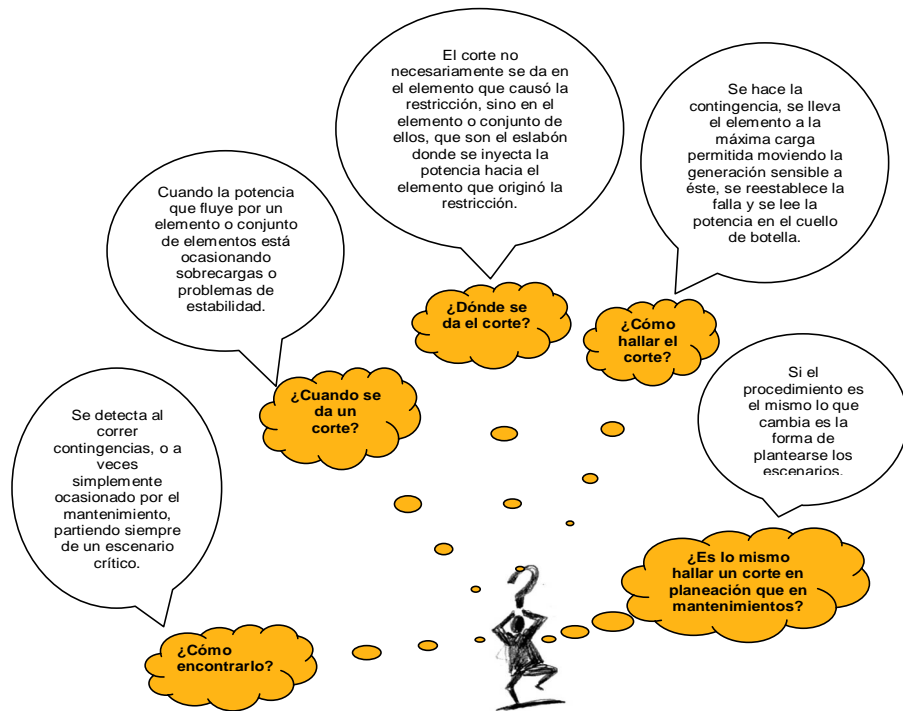 Se detecta al
correr
contingencias, o a
veces
simplemente
ocasionado por el
mantenimiento,
partiendo siempre
de un escenario
crítico.
¿Cómo
encontrarlo?
Cuando la potencia
que fluye por un
elemento o conjunto
de elementos está
ocasionando
sobrecargas o
problemas de
estabilidad.
¿Cuando se
da un
corte?
El corte no
necesariamente se da en
el elemento que causó la
restricción, sino en el
elemento o conjunto de
ellos, que son el eslabón
donde se inyecta la
potencia hacia el
elemento que originó la
restricción.
¿Dónde se
da el corte?
Se hace la
contingencia, se lleva
el elemento a la
máxima carga
permitida moviendo la
generación sensible a
éste, se reestablece la
falla y se lee la
potencia en el cuello
de botella.
¿Cómo
hallar el
corte?
Si el
procedimiento es
el mismo lo que
cambia es la
forma de
plantearse los
escenarios.
¿Es lo mismo
hallar un corte en
planeación que en
mantenimientos?
?